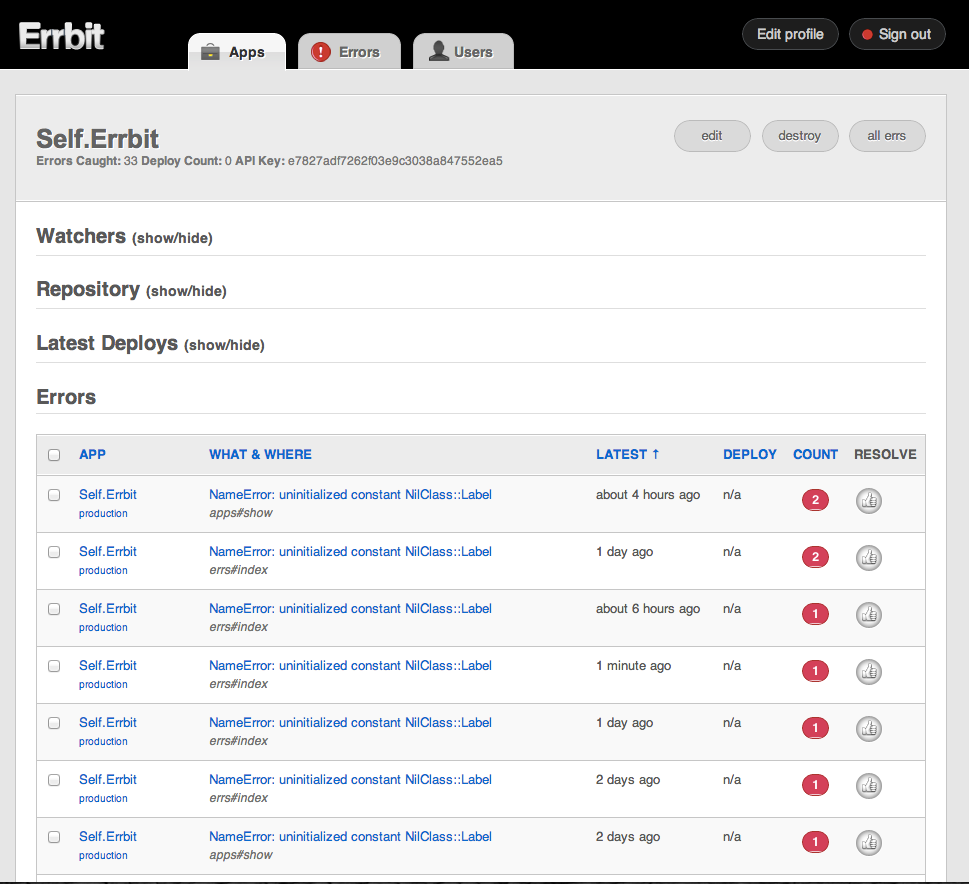 Errbit
Apps
Errors
Users
Edit profile
Sign out
Self.Errbit
edit
destroy
all errs
Errors Caught: 33 Deploy Count: 0 API Key: e7827adf7262f03e9c3038a847552ea5
Watchers (show/hide)
Repository (show/hide)
Latest Deploys (show/hide)
Errors
APP WHAT & WHERE LATEST ↑ DEPLOY COUNT RESOLVE
Self.Errbit NameError: uninitialized constant NilClass::Label about 4 hours ago n/a 2
production apps#show
Self.Errbit NameError: uninitialized constant NilClass::Label 1 day ago n/a 2
production errs#index
Self.Errbit NameError: uninitialized constant NilClass::Label about 6 hours ago n/a 1
production errs#index
Self.Errbit NameError: uninitialized constant NilClass::Label 1 minute ago n/a 1
production errs#index
Self.Errbit NameError: uninitialized constant NilClass::Label 1 day ago n/a 1
production errs#index
Self.Errbit NameError: uninitialized constant NilClass::Label 2 days ago n/a 1
production errs#index
Self.Errbit NameError: uninitialized constant NilClass::Label 2 days ago n/a 1
production apps#show